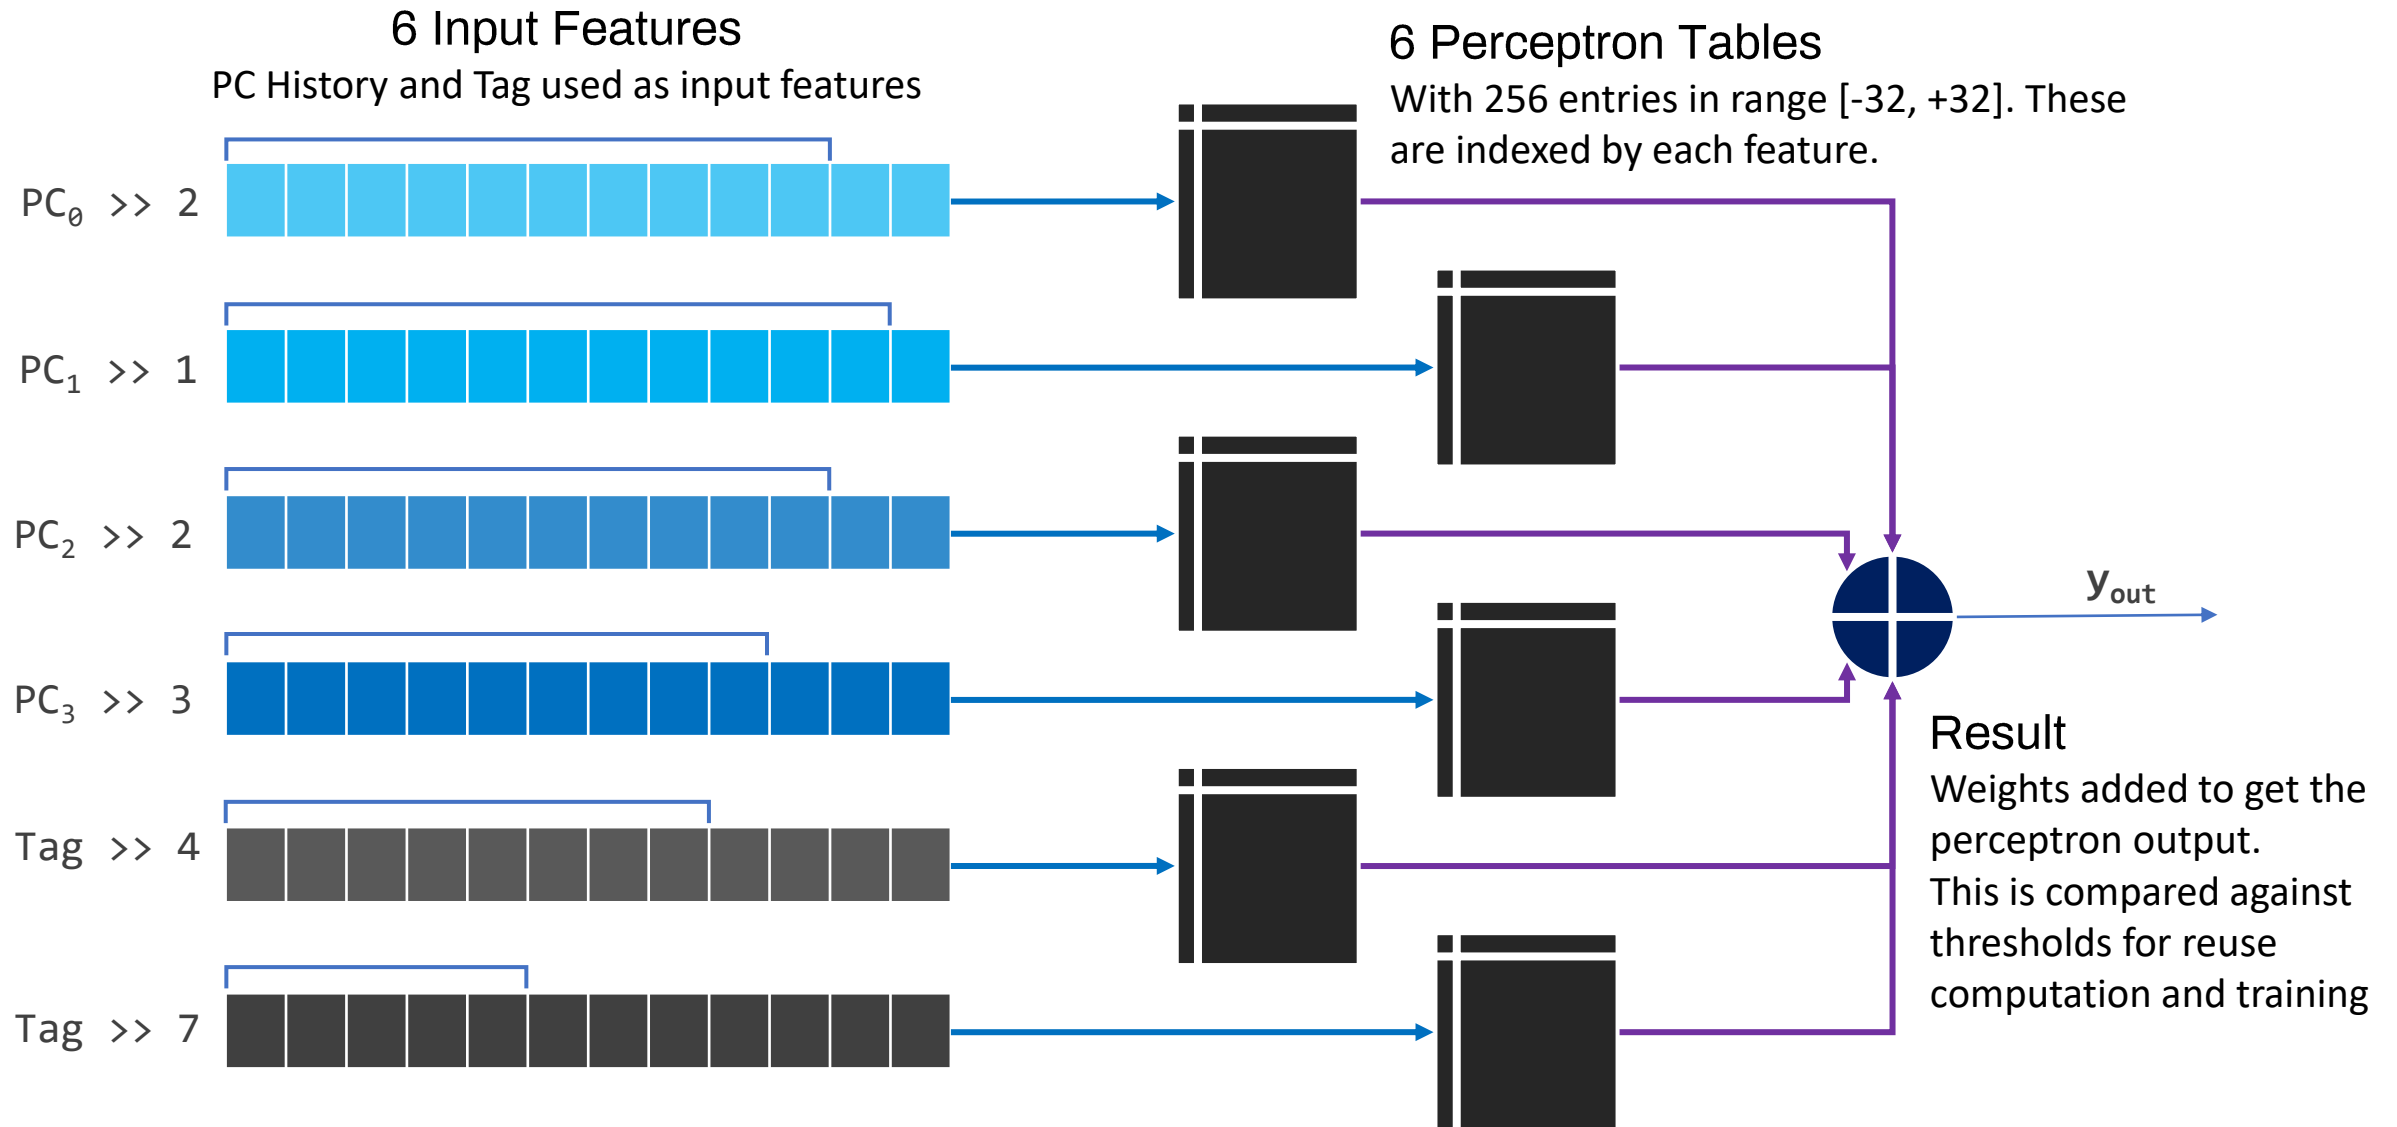 6 Input Features
PC History and Tag used as input features
6 Perceptron Tables
With 256 entries in range [-32, +32]. These
are indexed by each feature.
PC₀ >> 2
PC₁ >> 1
PC₂ >> 2
PC₃ >> 3
Tag >> 4
Tag >> 7
y_out
Result
Weights added to get the
perceptron output.
This is compared against
thresholds for reuse
computation and training